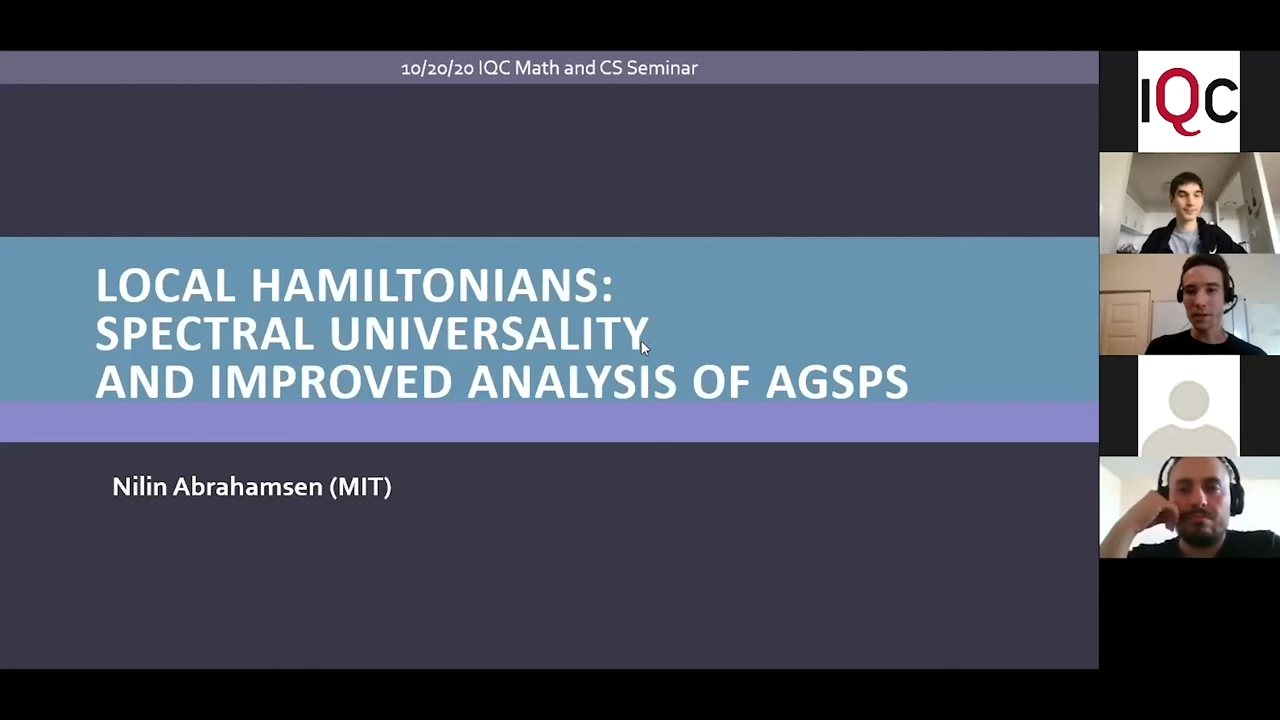 10/20/20 IQC Math and CS Seminar
IQC
LOCAL HAMILTONIANS:
SPECTRAL UNIVERSALITY
AND IMPROVED ANALYSIS OF AGSPS
Nilin Abrahamsen (MIT)